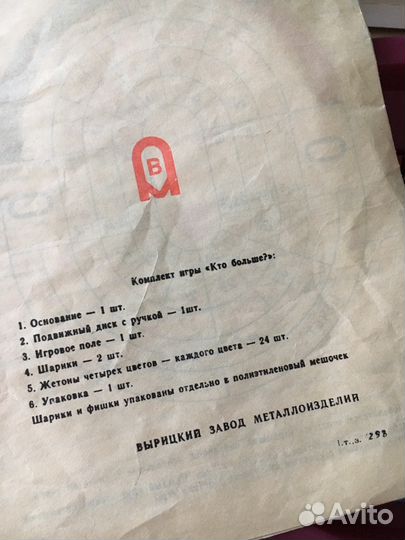 В
М
Комплект игры «Кто больше?»:
1. Основание — 1 шт.
2. Подвижный диск с ручкой — 1шт.
3. Игровое поле — 1 шт.
4. Шарики — 2 шт.
5. Жетоны четырех цветов — каждого цвета — 24 шт.
6. Упаковка — 1 шт.
Шарики и фишки упакованы отдельно в полиэтиленовый мешочек
ВЫРИЦКИЙ ЗАВОД МЕТАЛЛОИЗДЕЛИЙ
298
Avito